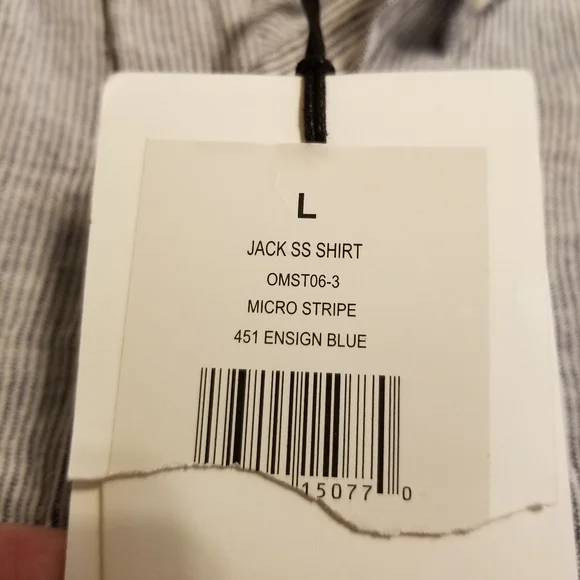 L
JACK SS SHIRT
OMST06-3
MICRO STRIPE
451 ENSIGN BLUE
15077 0